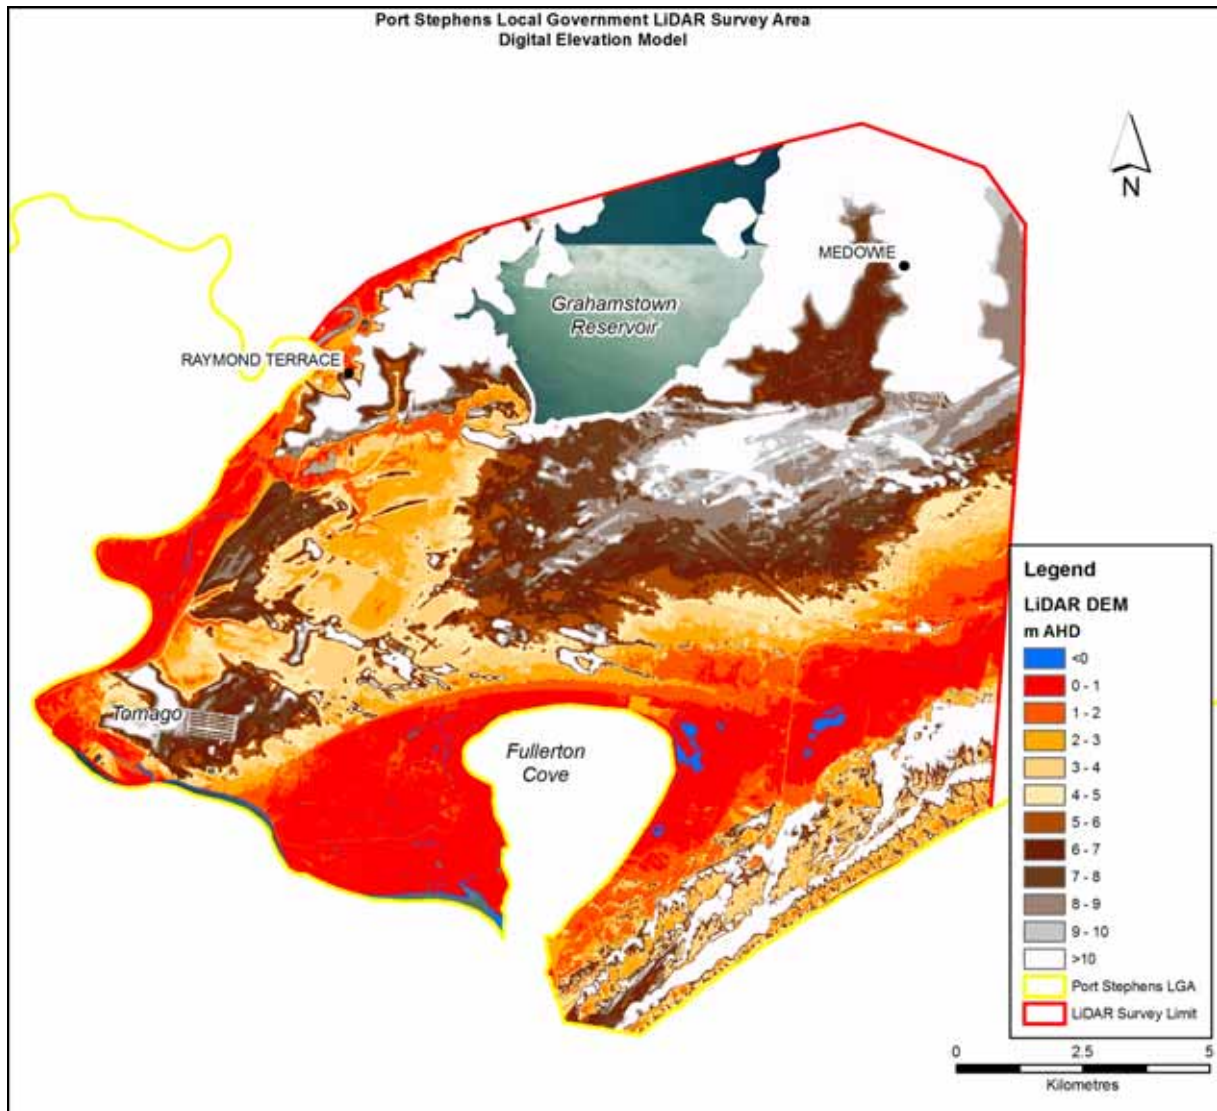 Port Stephens Local Government LiDAR Survey Area
Digital Elevation Model
N
MEDOWIE
Grahamstown
Reservoir
RAYMOND TERRACE
Tomago
Fullerton
Cove
Legend
LiDAR DEM
m AHD
<0
0 - 1
1 - 2
2 - 3
3 - 4
4 - 5
5 - 6
6 - 7
7 - 8
8 - 9
9 - 10
>10
Port Stephens LGA
LiDAR Survey Limit
0 2.5 5
Kilometres